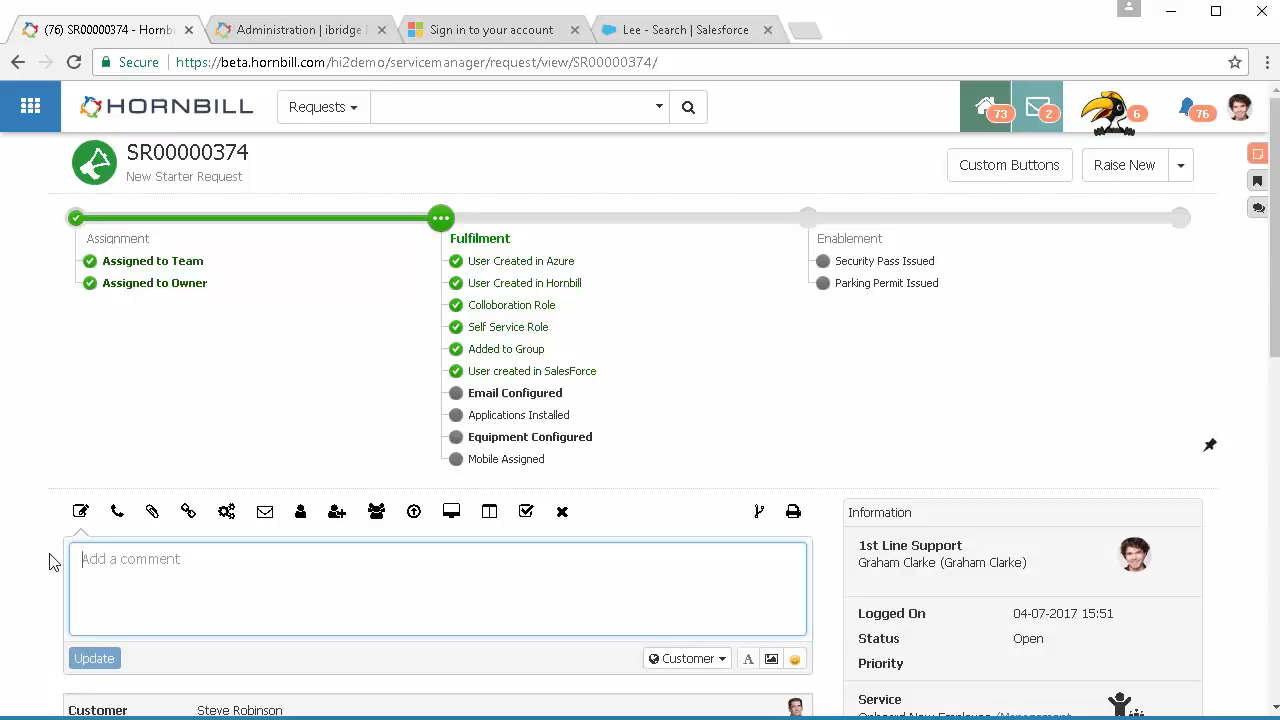 (76) SR00000374 - Hornb
Administration | ibridge
Sign in to your account
Lee - Search | Salesforce
Secure
https://beta.hornbill.com/hi2demo/servicemanager/request/view/SR00000374/
HORNBILL
Requests
73
2
6
76
SR00000374
New Starter Request
Custom Buttons
Raise New
Assignment
Assigned to Team
Assigned to Owner
Fulfilment
User Created in Azure
User Created in Hornbill
Colloboration Role
Self Service Role
Added to Group
User created in SalesForce
Email Configured
Applications Installed
Equipment Configured
Mobile Assigned
Enablement
Security Pass Issued
Parking Permit Issued
Add a comment
Update
Customer
A
Customer Steve Robinson
Information
1st Line Support
Graham Clarke (Graham Clarke)
Logged On 04-07-2017 15:51
Status Open
Priority
Service
Onboard New Employee (Management